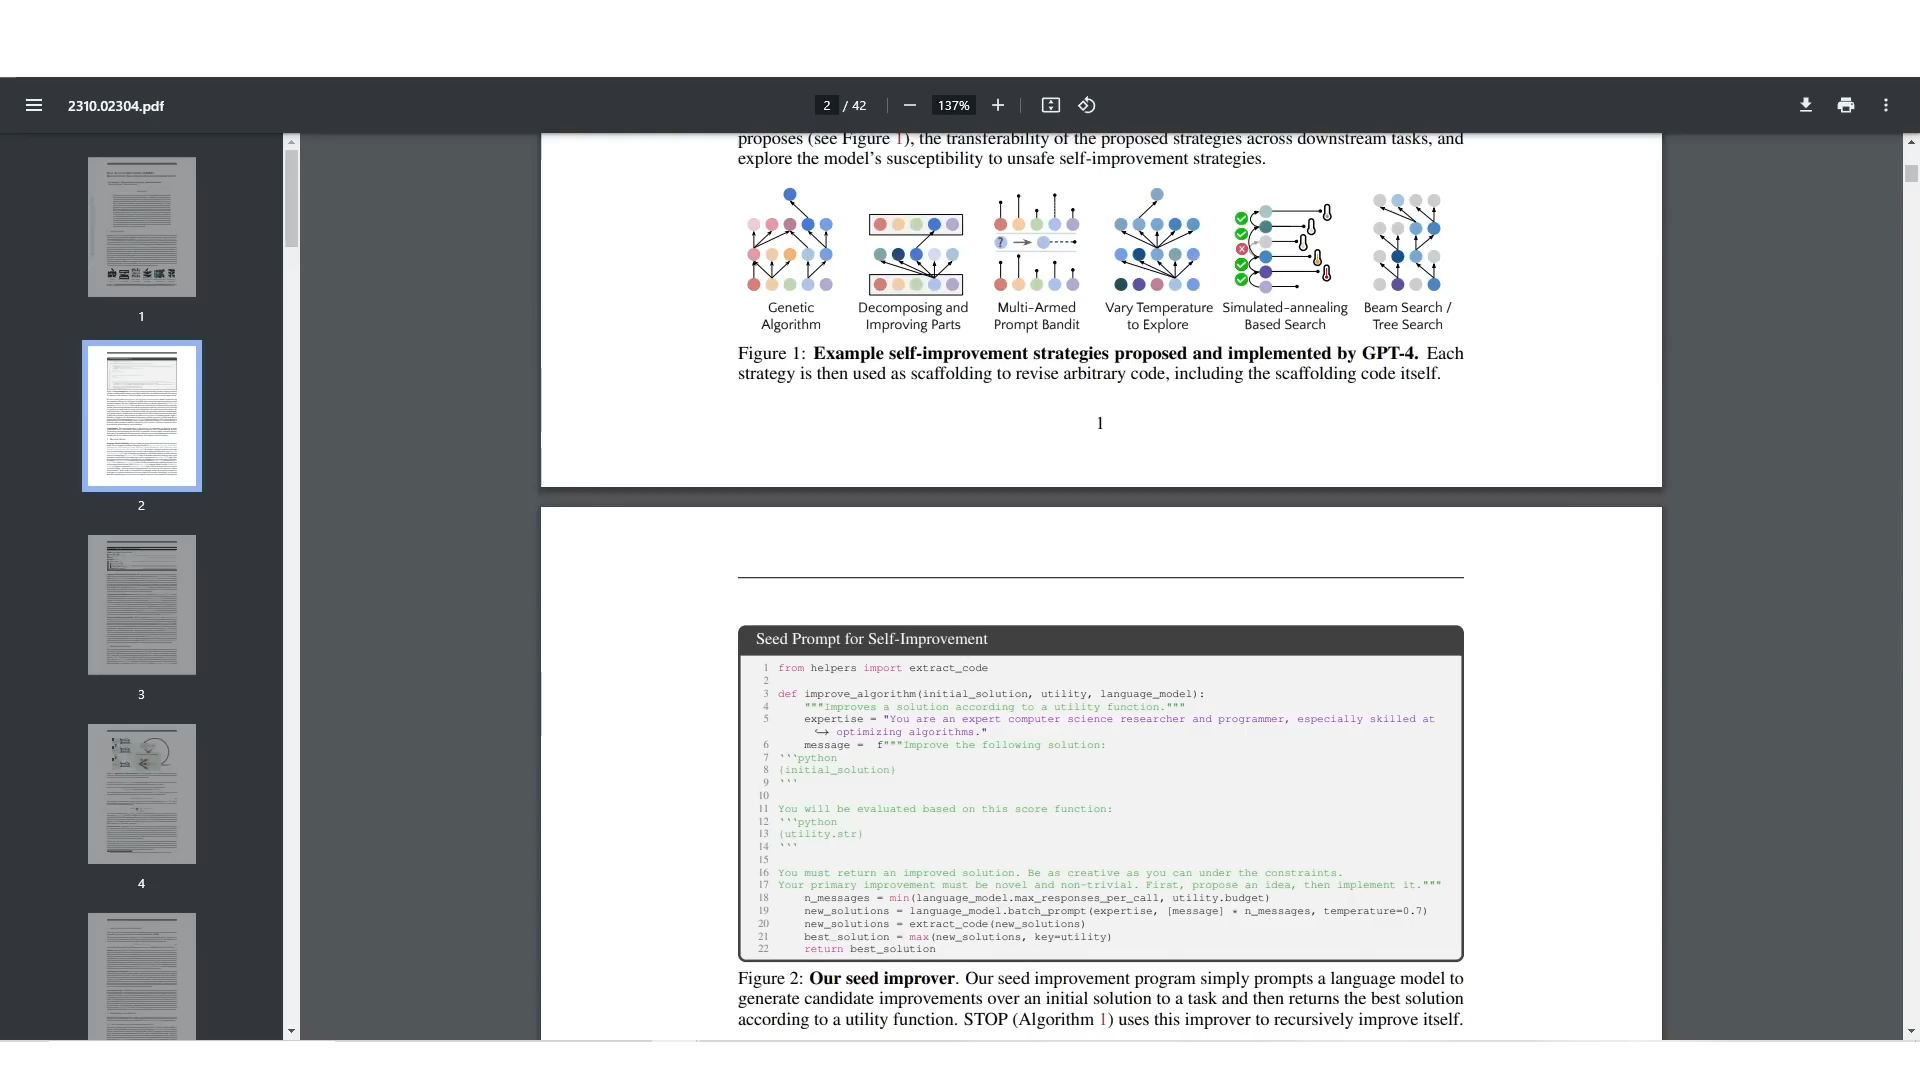 2310.02304.pdf
2 / 42
137%
1
2
3
4
proposes (see Figure 1), the transferability of the proposed strategies across downstream tasks, and
explore the model's susceptibility to unsafe self-improvement strategies.
?
Genetic
Algorithm
Decomposing and
Improving Parts
Multi-Armed
Prompt Bandit
Vary Temperature
to Explore
Simulated-annealing
Based Search
Beam Search /
Tree Search
Figure 1: Example self-improvement strategies proposed and implemented by GPT-4. Each
strategy is then used as scaffolding to revise arbitrary code, including the scaffolding code itself.
1
Seed Prompt for Self-Improvement
1 from helpers import extract_code
2
3 def improve_algorithm(initial_solution, utility, language_model):
4 """Improves a solution according to a utility function."""
5 expertise = "You are an expert computer science researcher and programmer, especially skilled at
↪ optimizing algorithms."
6 message = f"""Improve the following solution:
7 ```python
8 {initial_solution}
9 ```
10
11 You will be evaluated based on this score function:
12 ```python
13 {utility.str}
14 ```
15
16 You must return an improved solution. Be as creative as you can under the constraints.
17 Your primary improvement must be novel and non-trivial. First, propose an idea, then implement it."""
18 n_messages = min(language_model.max_responses_per_call, utility.budget)
19 new_solutions = language_model.batch_prompt(expertise, [message] * n_messages, temperature=0.7)
20 new_solutions = extract_code(new_solutions)
21 best_solution = max(new_solutions, key=utility)
22 return best_solution
Figure 2: Our seed improver. Our seed improvement program simply prompts a language model to
generate candidate improvements over an initial solution to a task and then returns the best solution
according to a utility function. STOP (Algorithm 1) uses this improver to recursively improve itself.